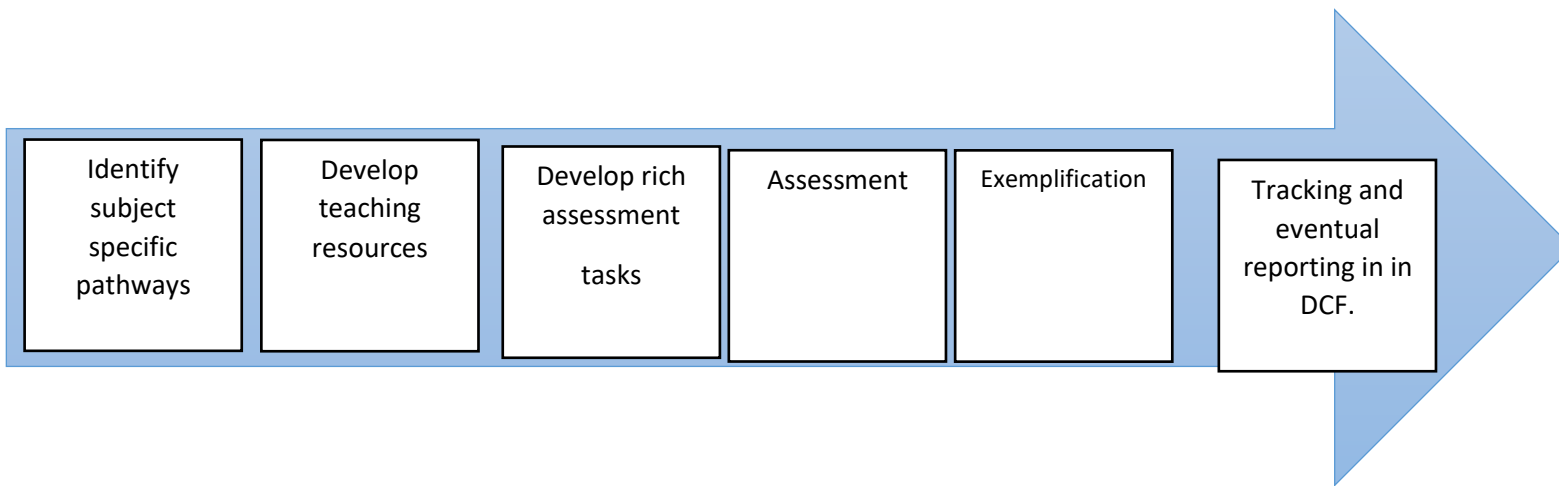 Identify
subject
specific
pathways
Develop
teaching
resources
Develop rich
assessment
tasks
Assessment
Exemplification
Tracking and
eventual
reporting in in
DCF.